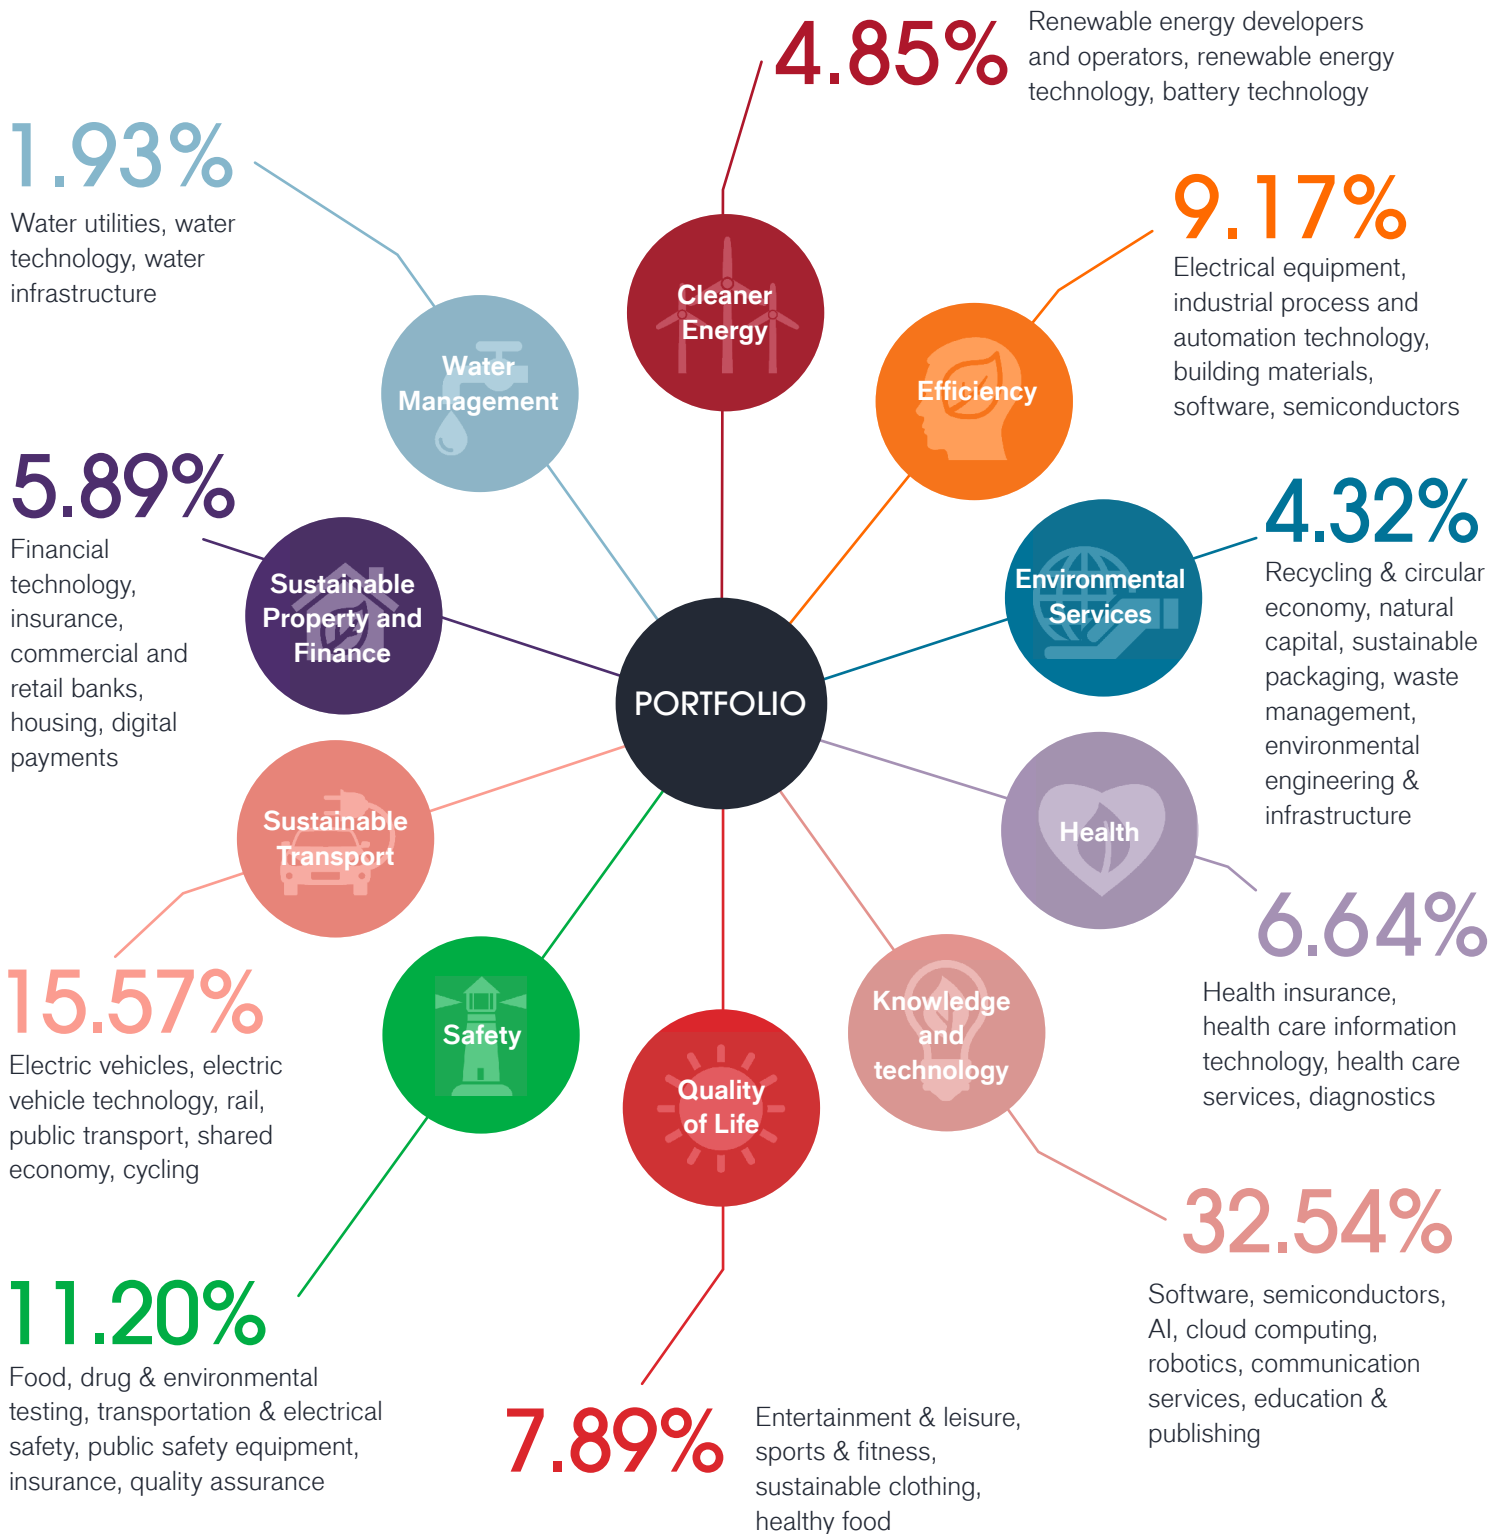 4.85%
Renewable energy developers
and operators, renewable energy
technology, battery technology
1.93%
Water utilities, water
technology, water
infrastructure
9.17%
Electrical equipment,
industrial process and
automation technology,
building materials,
software, semiconductors
Cleaner
Energy
Water
Management
Efficiency
5.89%
Financial
technology,
insurance,
commercial and
retail banks,
housing, digital
payments
Sustainable
Property and
Finance
Environmental
Services
4.32%
Recycling & circular
economy, natural
capital, sustainable
packaging, waste
management,
environmental
engineering &
infrastructure
PORTFOLIO
Sustainable
Transport
Health
15.57%
Electric vehicles, electric
vehicle technology, rail,
public transport, shared
economy, cycling
6.64%
Health insurance,
health care information
technology, health care
services, diagnostics
Safety
Quality
of Life
Knowledge
and
technology
32.54%
Software, semiconductors,
AI, cloud computing,
robotics, communication
services, education &
publishing
11.20%
Food, drug & environmental
testing, transportation & electrical
safety, public safety equipment,
insurance, quality assurance
7.89%
Entertainment & leisure,
sports & fitness,
sustainable clothing,
healthy food